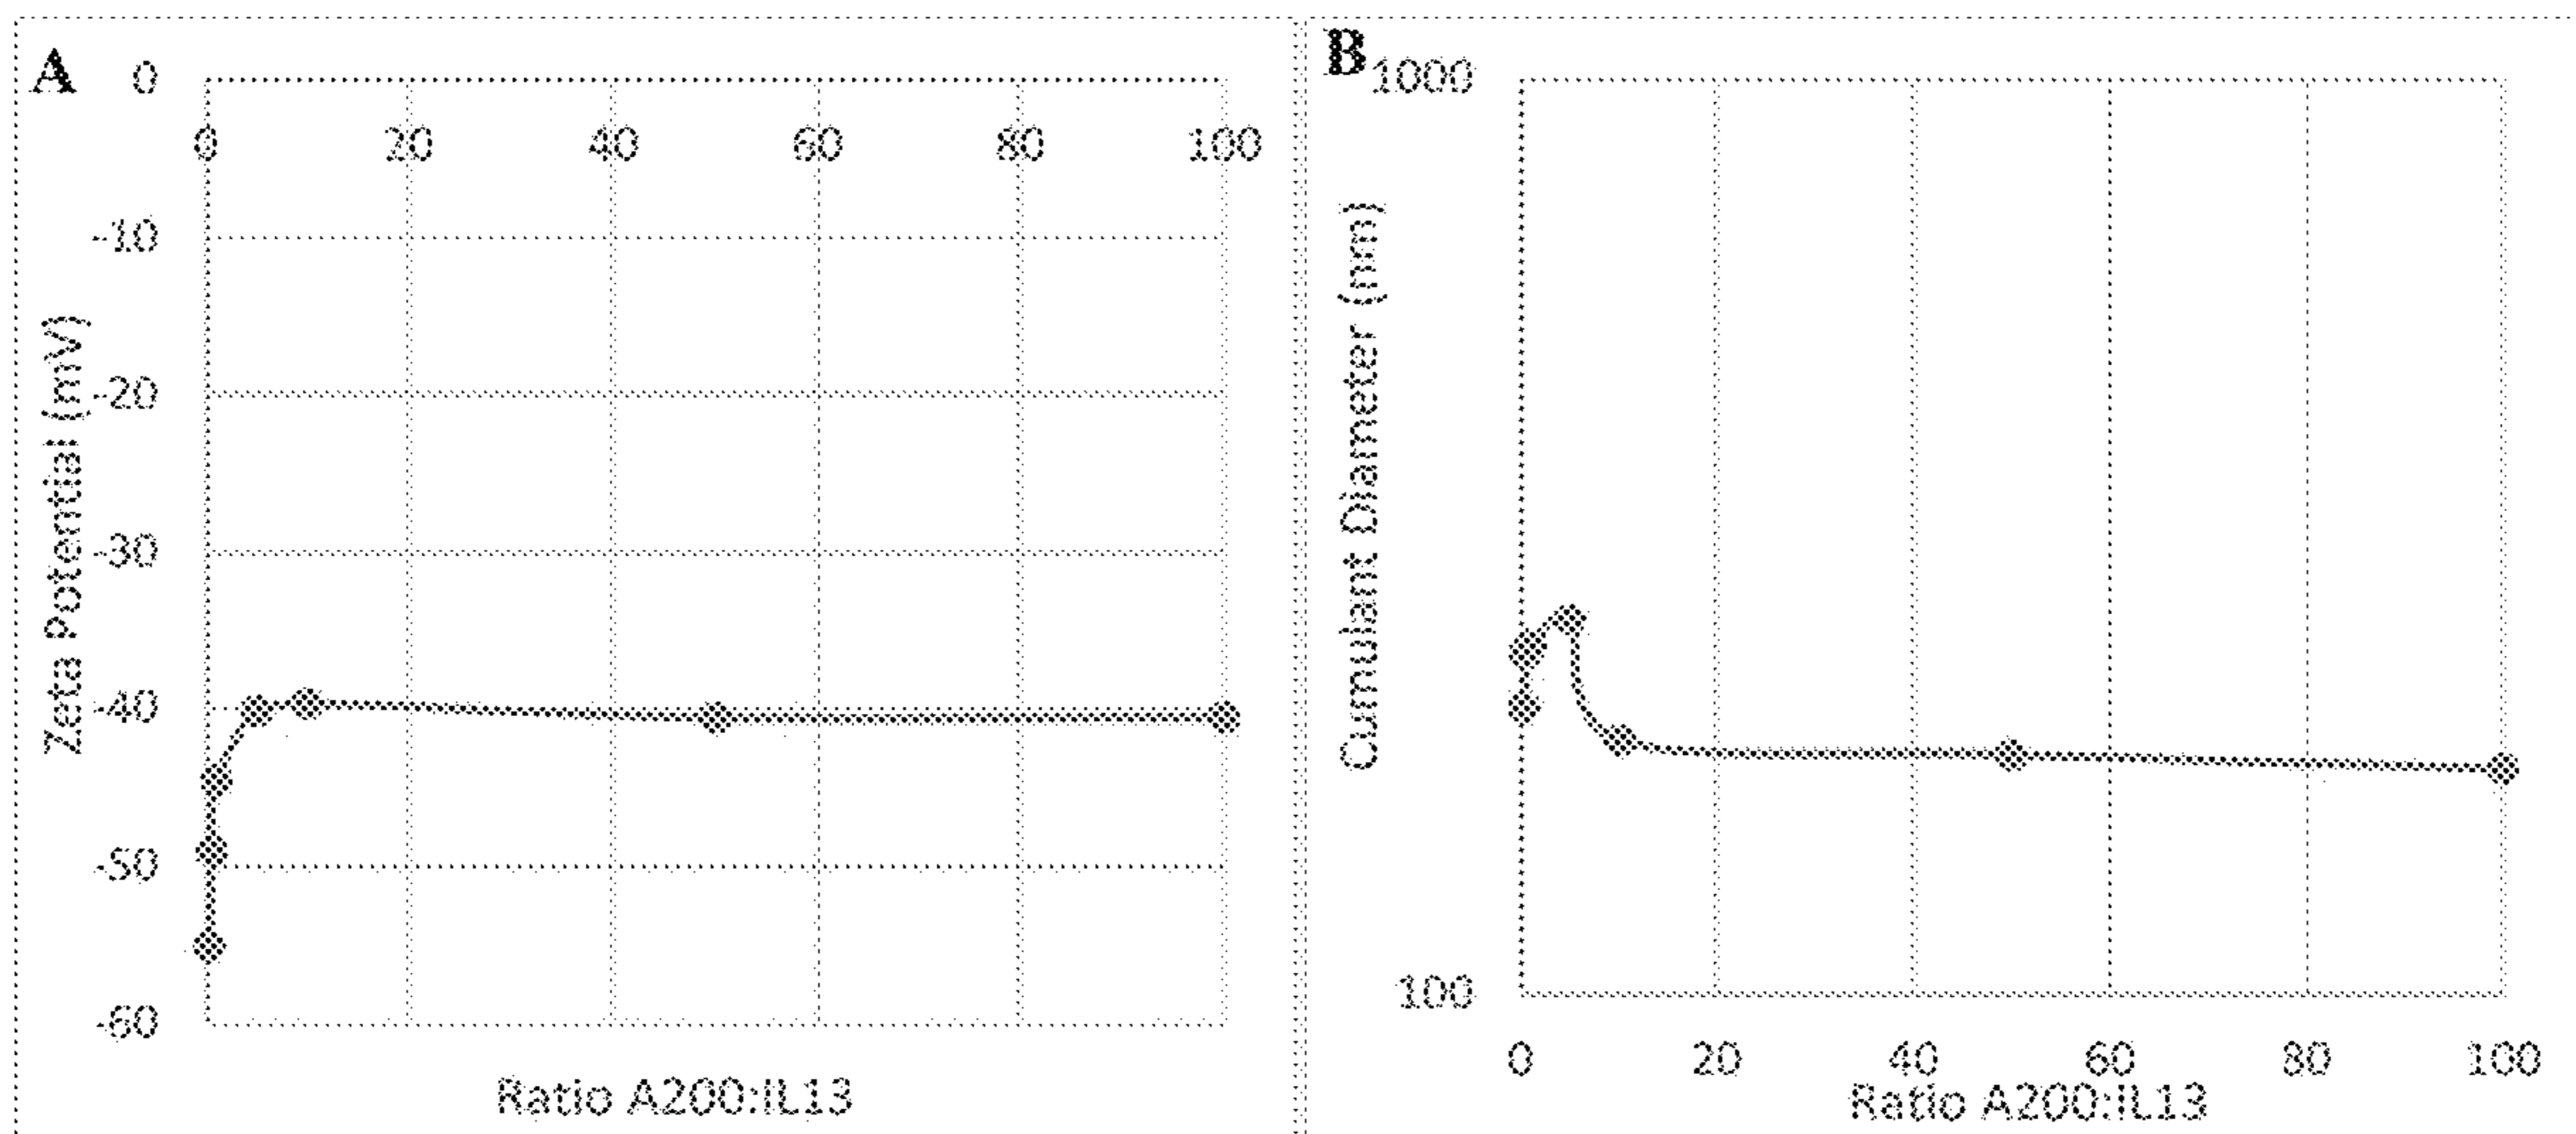 A
0
0 20 40 60 80 100
-10
-20
-30
-40
-50
-60
Zeta Potential (mV)
Ratio A200:IL13
B
1000
100
Cumulant Diameter (nm)
0 20 40 60 80 100
Ratio A200:IL13